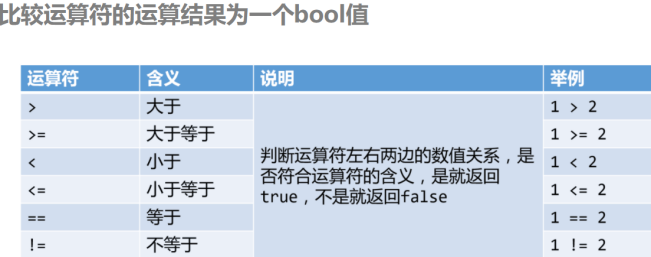 比较运算符的运算结果为一个bool值
运算符 含义 说明 举例
> 大于 1 > 2
>= 大于等于 1 >= 2
< 小于 1 < 2
<= 小于等于 1 <= 2
== 等于 1 == 2
!= 不等于 1 != 2
判断运算符左右两边的数值关系，是
否符合运算符的含义，是就返回
true，不是就返回false